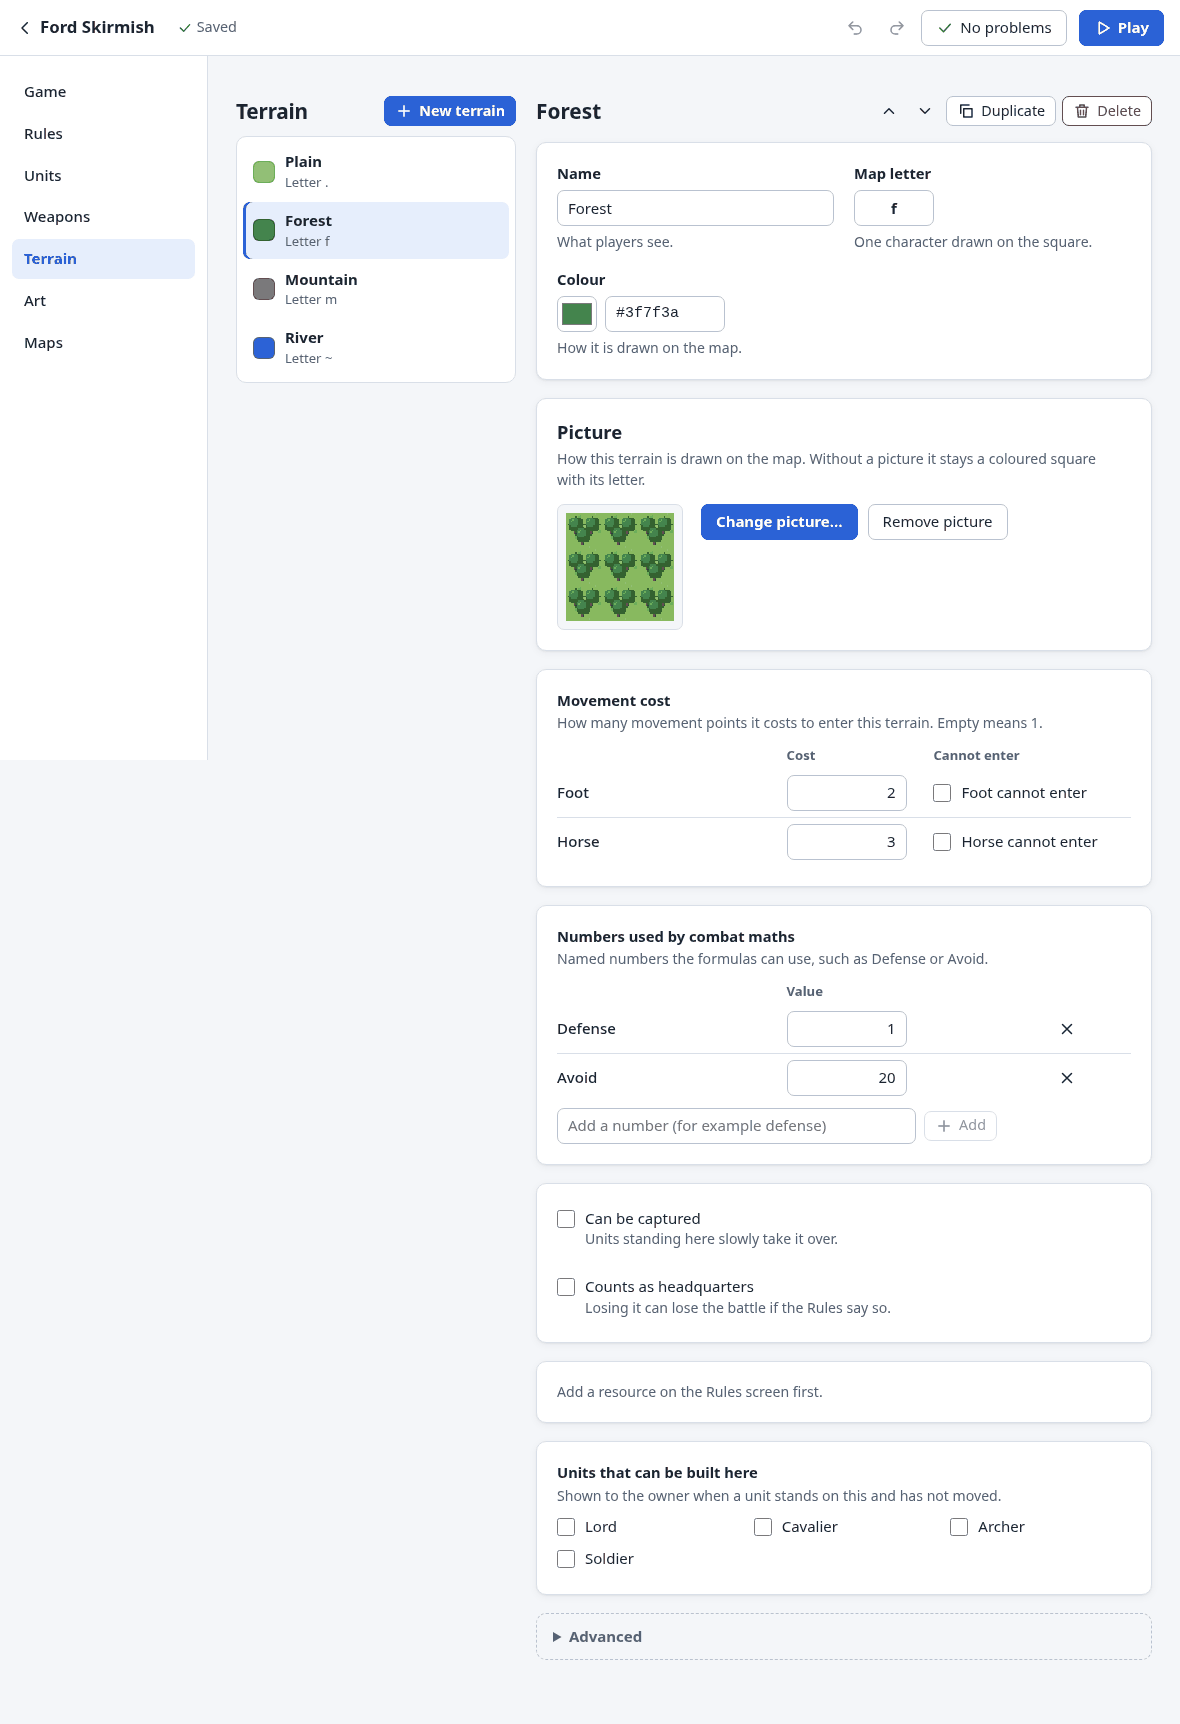 Ford Skirmish
Saved
No problems
Play
Game
Rules
Units
Weapons
Terrain
Art
Maps
Terrain
New terrain
Plain
Letter .
Forest
Letter f
Mountain
Letter m
River
Letter ~
Forest
Duplicate
Delete
Name
Map letter
Forest
f
What players see.
One character drawn on the square.
Colour
#3f7f3a
How it is drawn on the map.
Picture
How this terrain is drawn on the map. Without a picture it stays a coloured square
with its letter.
Change picture...
Remove picture
Movement cost
How many movement points it costs to enter this terrain. Empty means 1.
Cost
Cannot enter
Foot
2
Foot cannot enter
Horse
3
Horse cannot enter
Numbers used by combat maths
Named numbers the formulas can use, such as Defense or Avoid.
Value
Defense
1
Avoid
20
Add a number (for example defense)
Add
Can be captured
Units standing here slowly take it over.
Counts as headquarters
Losing it can lose the battle if the Rules say so.
Add a resource on the Rules screen first.
Units that can be built here
Shown to the owner when a unit stands on this and has not moved.
Lord
Cavalier
Archer
Soldier
Advanced